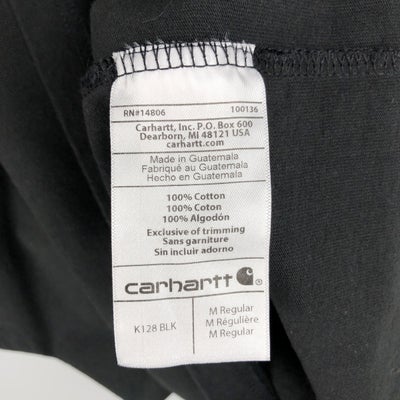 RN#14806 100136
Carhartt, Inc. P.O. Box 600
Dearborn, MI 48121 USA
carhartt.com
Made in Guatemala
Fabriqué au Guatemala
Hecho en Guatemala
100% Cotton
100% Coton
100% Algodón
Exclusive of trimming
Sans garniture
Sin incluir adorno
carhartt®
K128 BLK
M Regular
M Régulière
M Regular